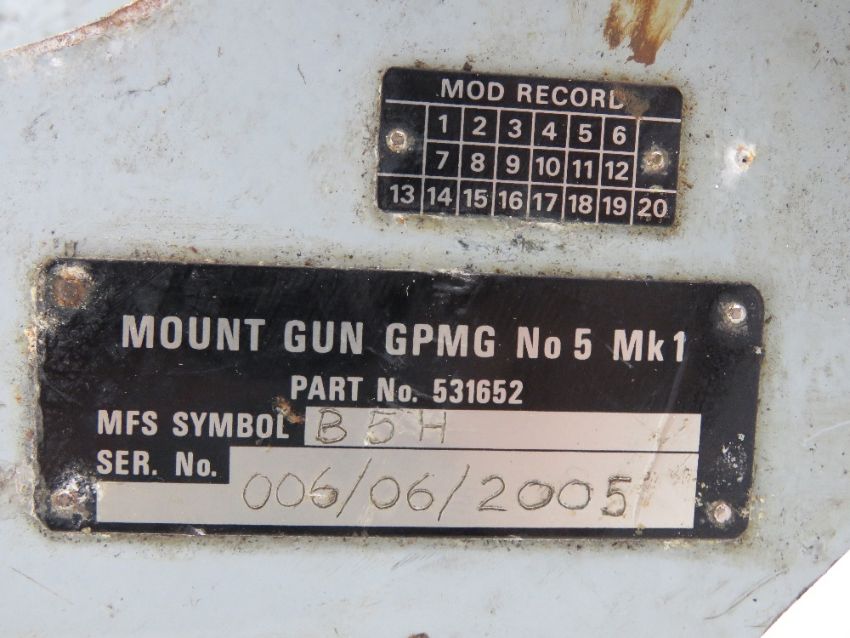 MOD RECORD
1 2 3 4 5 6
7 8 9 10 11 12
13 14 15 16 17 18 19 20
MOUNT GUN GPMG No 5 Mk 1
PART No. 531652
MFS SYMBOL B5H
SER. No.
006/06/2005